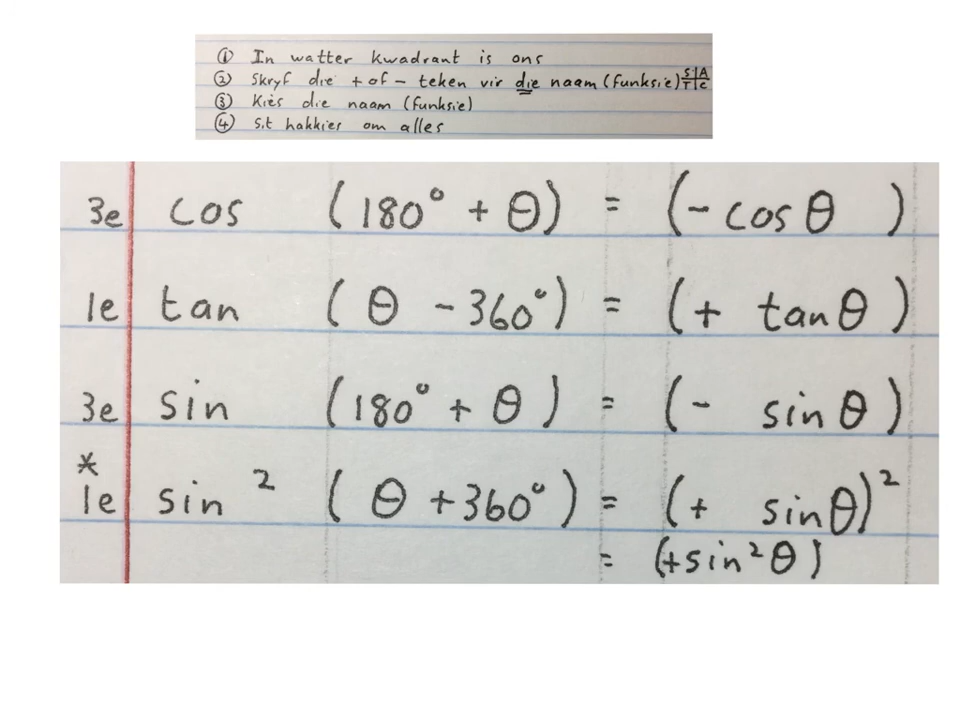 ① In watter kwadrant is ons
② Skryf die + of - teken vir die naam (funksie) S|A T|C
③ Kies die naam (funksie)
④ Sit hakkies om alles
3e cos (180° + θ) = (- cos θ )
1e tan (θ - 360°) = (+ tan θ )
3e sin (180° + θ ) = (- sin θ )
*
1e sin² (θ + 360°) = (+ sin θ)²
= (+sin²θ)